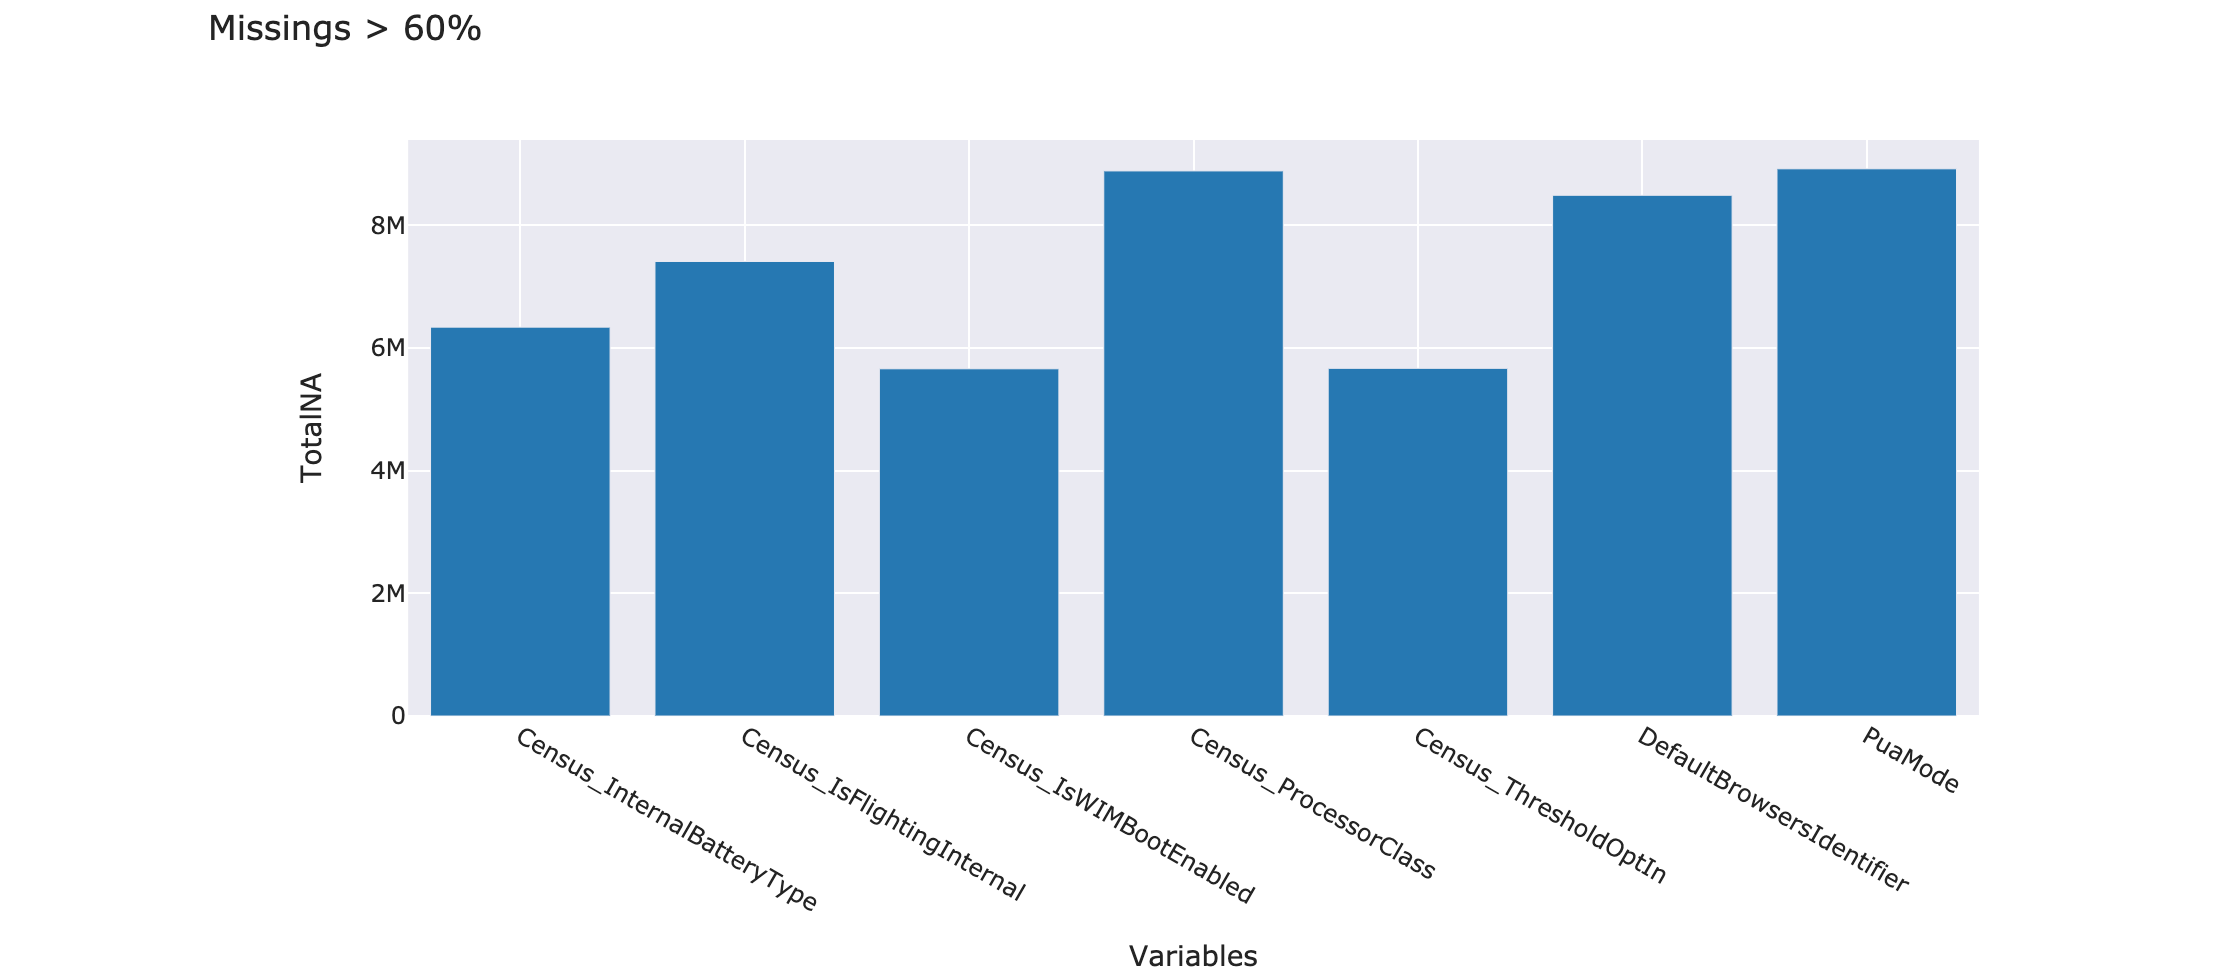 Missings > 60%
8M
6M
4M
2M
0
TotalNA
Census_InternalBatteryType
Census_IsFlightingInternal
Census_IsWIMBootEnabled
Census_ProcessorClass
Census_ThresholdOptIn
DefaultBrowsersIdentifier
PuaMode
Variables